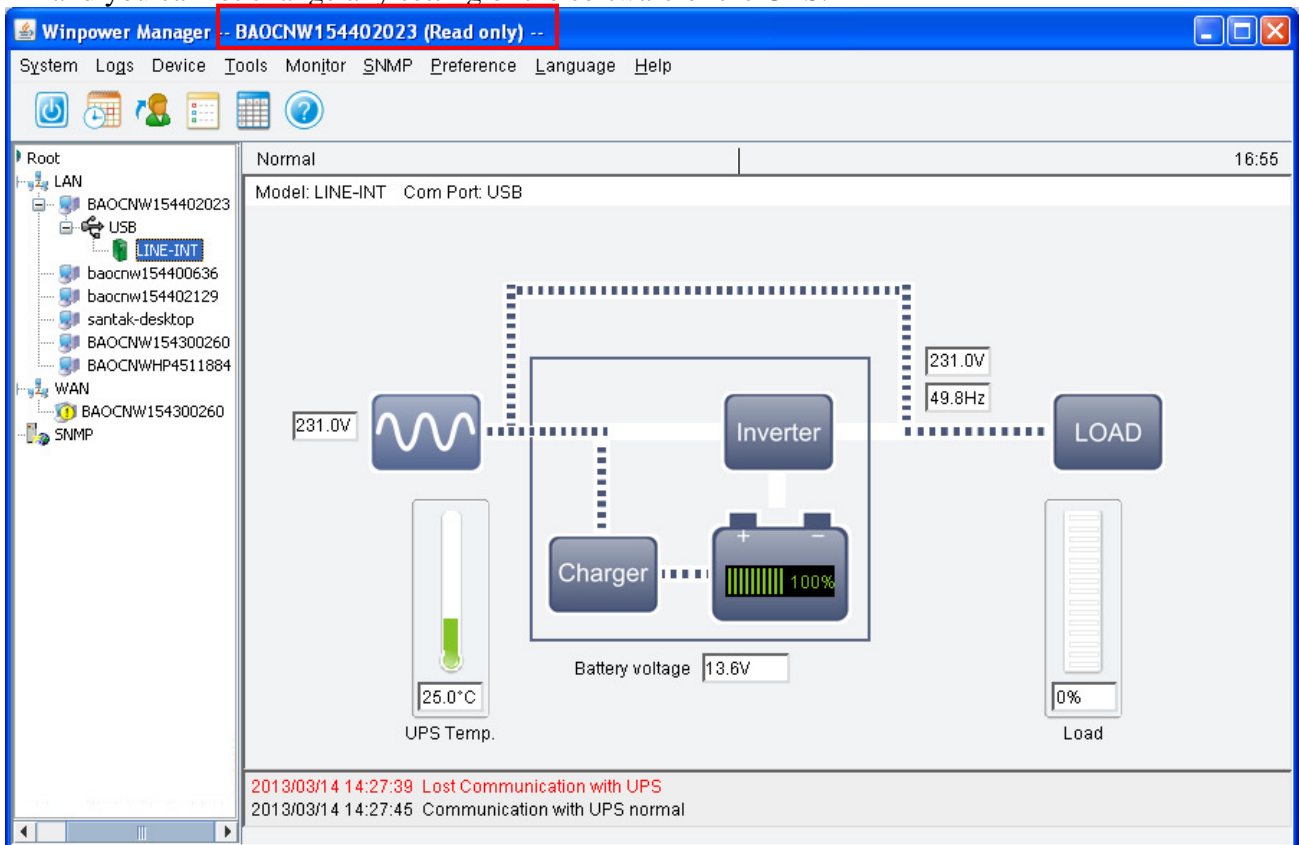 Winpower Manager -- BAOCNW154402023 (Read only) --
System Logs Device Tools Monitor SNMP Preference Language Help
Root
LAN
BAOCNW154402023
USB
LINE-INT
baocnw154400636
baocnw154402129
santak-desktop
BAOCNW154300260
BAOCNWHP4511884
WAN
BAOCNW154300260
SNMP
Normal 16:55
Model: LINE-INT Com Port: USB
231.0V
49.8Hz
231.0V
Inverter
LOAD
Charger
+ −
100%
Battery voltage 13.6V
25.0°C
UPS Temp.
0%
Load
2013/03/14 14:27:39 Lost Communication with UPS
2013/03/14 14:27:45 Communication with UPS normal